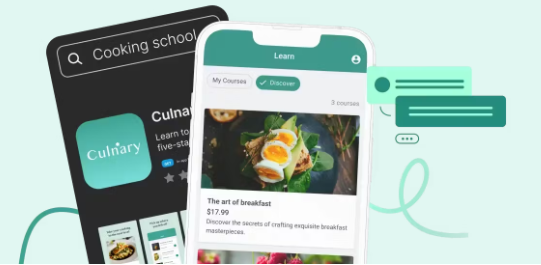 Cooking school
Culinary
Learn to
five-sta
Culinary
Learn
My Courses
Discover
3 courses
The art of breakfast
$17.99
Discover the secrets of crafting exquisite breakfast
masterpieces.